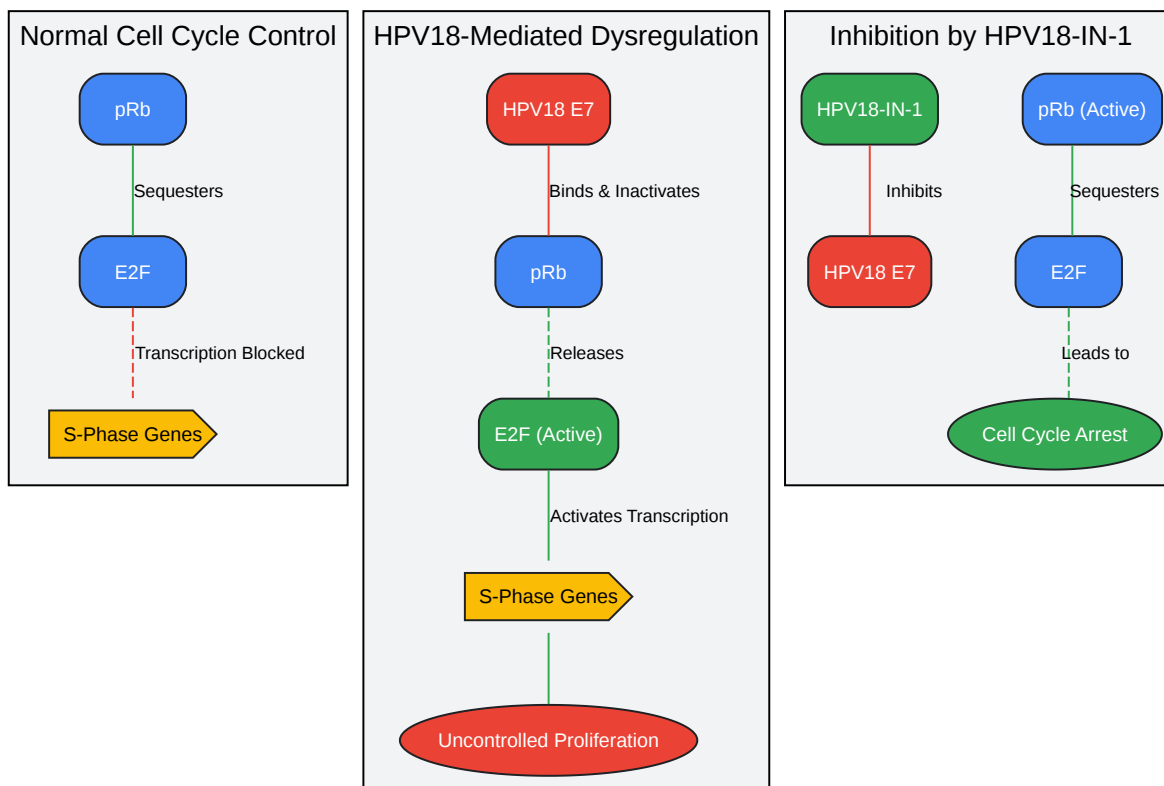 Normal Cell Cycle Control
pRb
Sequesters
E2F
Transcription Blocked
S-Phase Genes
HPV18-Mediated Dysregulation
HPV18 E7
Binds & Inactivates
pRb
Releases
E2F (Active)
Activates Transcription
S-Phase Genes
Uncontrolled Proliferation
Inhibition by HPV18-IN-1
HPV18-IN-1
Inhibits
HPV18 E7
pRb (Active)
Sequesters
E2F
Leads to
Cell Cycle Arrest